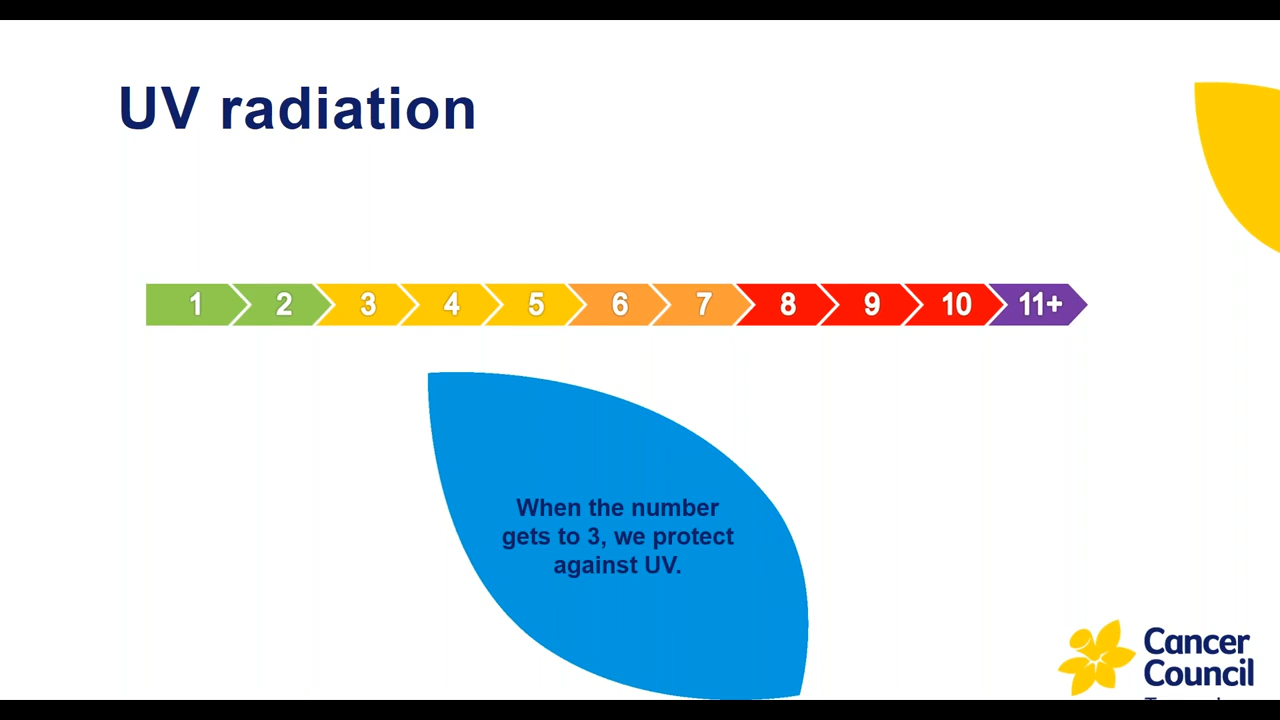 UV radiation
1 2 3 4 5 6 7 8 9 10 11+
When the number
gets to 3, we protect
against UV.
Cancer
Council